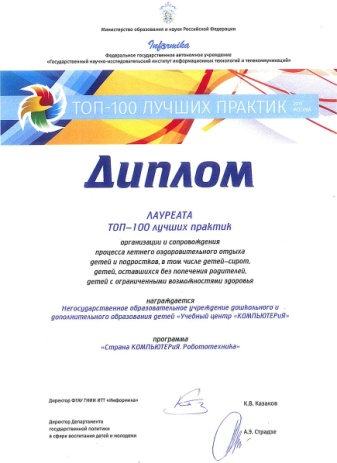 Министерство образования и науки Российской Федерации
Informika
Федеральное государственное автономное учреждение
«Государственный научно-исследовательский институт информационных технологий и телекоммуникаций»
ТОП-100 ЛУЧШИХ ПРАКТИК
МОСКВА
Диплом
ЛАУРЕАТА
ТОП-100 лучших практик
организации и сопровождения
процесса летнего оздоровительного отдыха
детей и подростков, в том числе детей-сирот,
детей, оставшихся без попечения родителей,
детей с ограниченными возможностями здоровья
награждается
Негосударственное образовательное учреждение дошкольного и
дополнительного образования детей «Учебный центр «КОМПЬЮТЕРиЯ»
программа
«Страна КОМПЬЮТЕРиЯ. Робототехника»
Директор ФГАУ ГНИИ ИТТ «Информика»
К.В. Казаков
Директор Департамента
государственной политики
в сфере воспитания детей и молодежи
А.Э. Страдзе